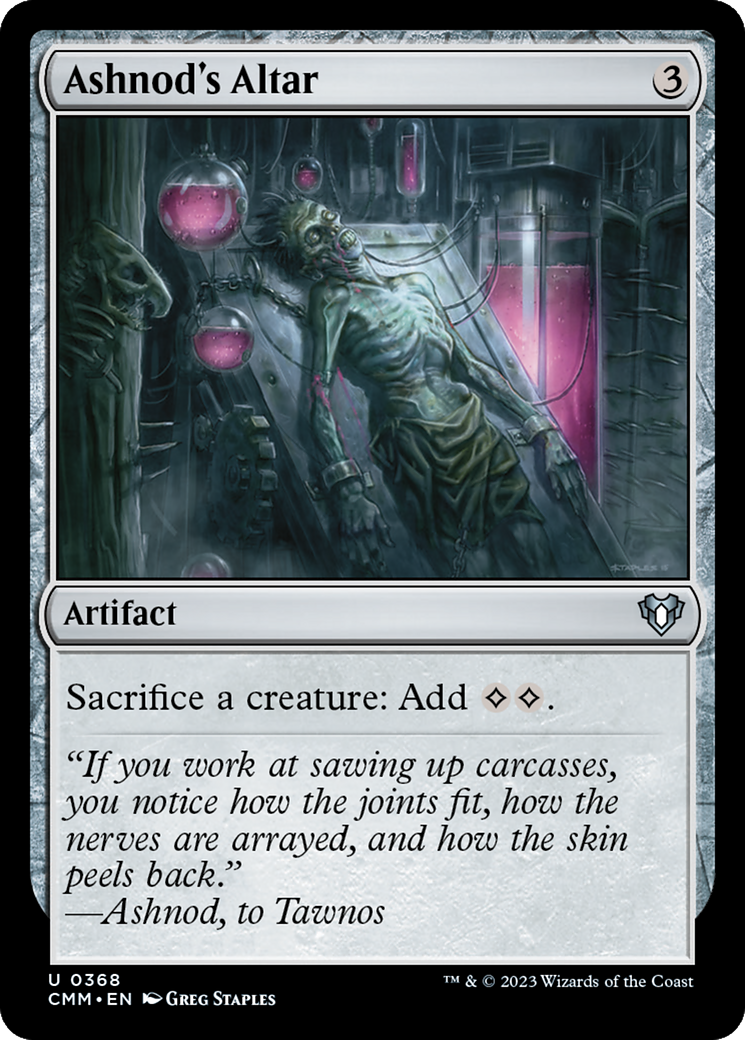 Ashnod's Altar 3
Artifact
Sacrifice a creature: Add
"If you work at sawing up carcasses,
you notice how the joints fit, how the
nerves are arrayed, and how the skin
peels back."
—Ashnod, to Tawnos
U 0368
CMM • EN Greg Staples
™ & © 2023 Wizards of the Coast